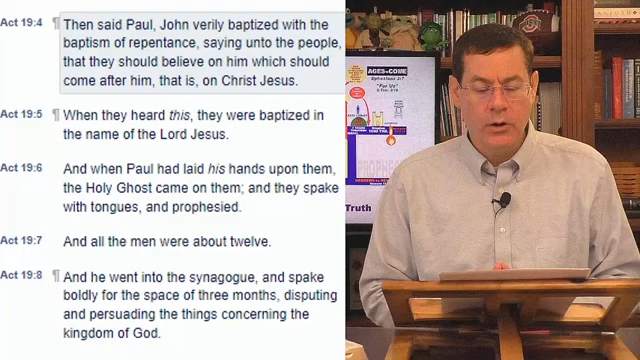 Act 19:4 ¶ Then said Paul, John verily baptized with the
baptism of repentance, saying unto the people,
that they should believe on him which should
come after him, that is, on Christ Jesus.
Act 19:5 ¶ When they heard this, they were baptized in
the name of the Lord Jesus.
Act 19:6 And when Paul had laid his hands upon them,
the Holy Ghost came on them; and they spake
with tongues, and prophesied.
Act 19:7 And all the men were about twelve.
Act 19:8 ¶ And he went into the synagogue, and spake
boldly for the space of three months, disputing
and persuading the things concerning the
kingdom of God.
AGES to COME
Ephesians 2:7
"For Us"
Truth